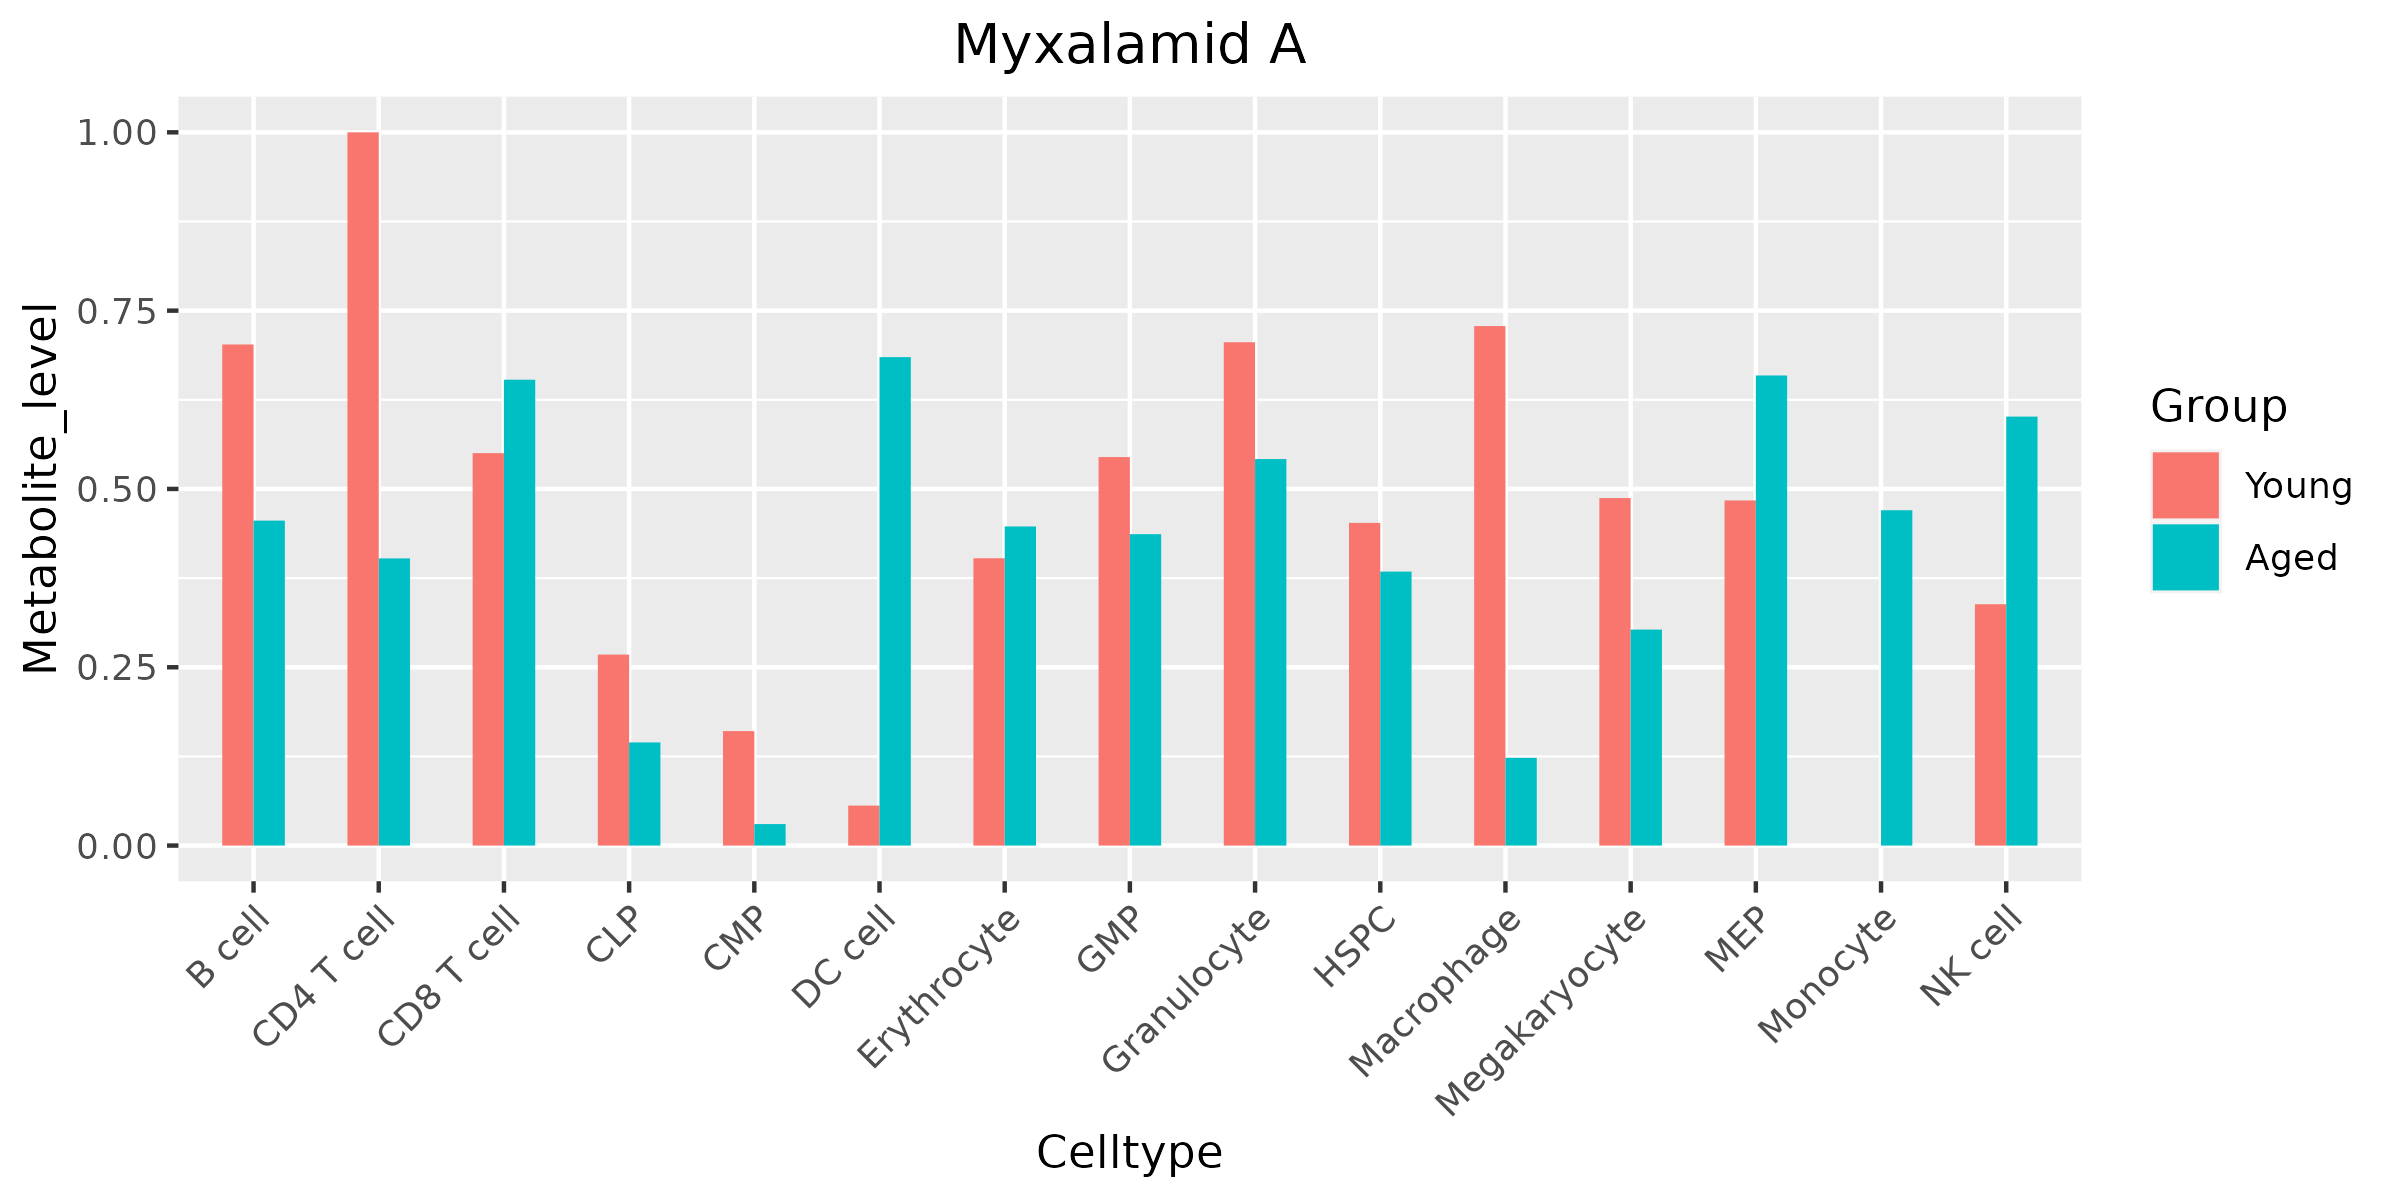 Myxalamid A
Metabolite_level
1.00
0.75
0.50
0.25
0.00
B cell
CD4 T cell
CD8 T cell
CLP
CMP
DC cell
Erythrocyte
GMP
Granulocyte
HSPC
Macrophage
Megakaryocyte
MEP
Monocyte
NK cell
Celltype
Group
Young
Aged